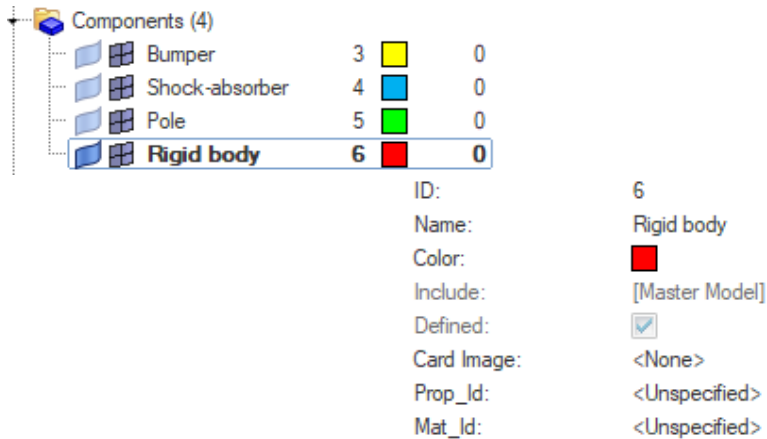 Components (4)
Bumper 3 0
Shock-absorber 4 0
Pole 5 0
Rigid body 6 0
ID: 6
Name: Rigid body
Color:
Include: [Master Model]
Defined:
Card Image: <None>
Prop_Id: <Unspecified>
Mat_Id: <Unspecified>